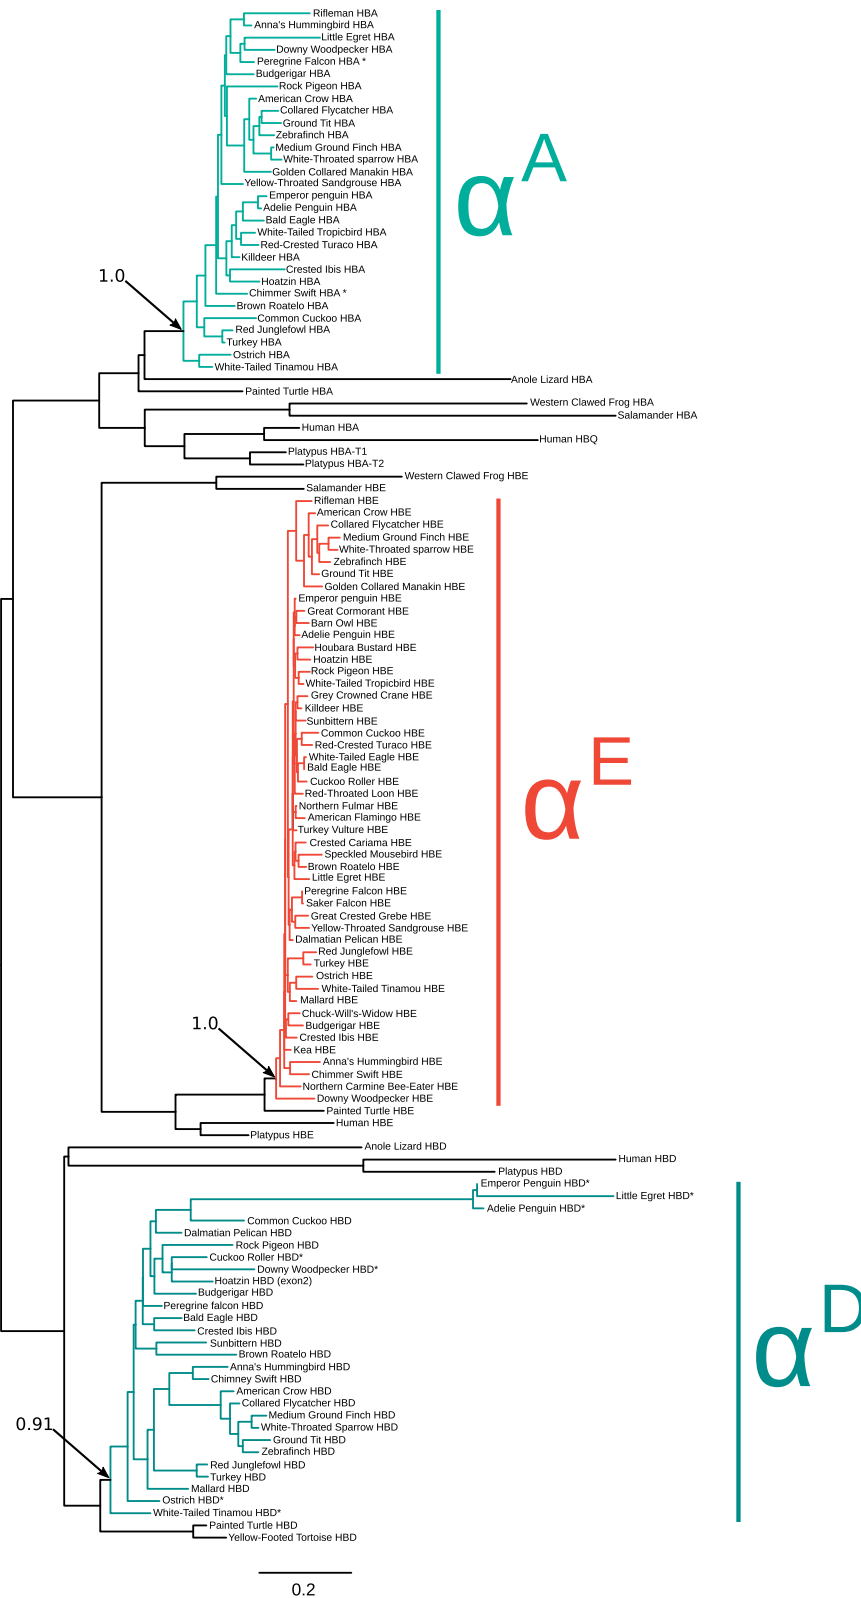 Rifleman HBA
Anna's Hummingbird HBA
Little Egret HBA
Downy Woodpecker HBA
Peregrine Falcon HBA *
Budgerigar HBA
Rock Pigeon HBA
American Crow HBA
Collared Flycatcher HBA
Ground Tit HBA
Zebrafinch HBA
Medium Ground Finch HBA
White-Throated sparrow HBA
Golden Collared Manakin HBA
Yellow-Throated Sandgrouse HBA
Emperor penguin HBA
Adelie Penguin HBA
Bald Eagle HBA
White-Tailed Tropicbird HBA
Red-Crested Turaco HBA
Killdeer HBA
Crested Ibis HBA
Hoatzin HBA
Chimmer Swift HBA *
Brown Roatelo HBA
Common Cuckoo HBA
Red Junglefowl HBA
Turkey HBA
Ostrich HBA
White-Tailed Tinamou HBA
αA
1.0
Anole Lizard HBA
Painted Turtle HBA
Western Clawed Frog HBA
Salamander HBA
Human HBA
Human HBQ
Platypus HBA-T1
Platypus HBA-T2
Western Clawed Frog HBE
Salamander HBE
Rifleman HBE
American Crow HBE
Collared Flycatcher HBE
Medium Ground Finch HBE
White-Throated sparrow HBE
Zebrafinch HBE
Ground Tit HBE
Golden Collared Manakin HBE
Emperor penguin HBE
Great Cormorant HBE
Barn Owl HBE
Adelie Penguin HBE
Houbara Bustard HBE
Hoatzin HBE
Rock Pigeon HBE
White-Tailed Tropicbird HBE
Grey Crowned Crane HBE
Killdeer HBE
Sunbittern HBE
Common Cuckoo HBE
Red-Crested Turaco HBE
White-Tailed Eagle HBE
Bald Eagle HBE
Cuckoo Roller HBE
Red-Throated Loon HBE
Northern Fulmar HBE
American Flamingo HBE
Turkey Vulture HBE
Crested Cariama HBE
Speckled Mousebird HBE
Brown Roatelo HBE
Little Egret HBE
Peregrine Falcon HBE
Saker Falcon HBE
Great Crested Grebe HBE
Yellow-Throated Sandgrouse HBE
Dalmatian Pelican HBE
Red Junglefowl HBE
Turkey HBE
Ostrich HBE
White-Tailed Tinamou HBE
Mallard HBE
Chuck-Will's-Widow HBE
Budgerigar HBE
Crested Ibis HBE
Kea HBE
Anna's Hummingbird HBE
Chimmer Swift HBE
Northern Carmine Bee-Eater HBE
Downy Woodpecker HBE
αE
1.0
Painted Turtle HBE
Human HBE
Platypus HBE
Anole Lizard HBD
Human HBD
Platypus HBD
Emperor Penguin HBD*
Little Egret HBD*
Adelie Penguin HBD*
Common Cuckoo HBD
Dalmatian Pelican HBD
Rock Pigeon HBD
Cuckoo Roller HBD*
Downy Woodpecker HBD*
Hoatzin HBD (exon2)
Budgerigar HBD
Peregrine falcon HBD
Bald Eagle HBD
Crested Ibis HBD
Sunbittern HBD
Brown Roatelo HBD
Anna's Hummingbird HBD
Chimney Swift HBD
American Crow HBD
Collared Flycatcher HBD
Medium Ground Finch HBD
White-Throated Sparrow HBD
Ground Tit HBD
Zebrafinch HBD
Red Junglefowl HBD
Turkey HBD
Mallard HBD
Ostrich HBD*
White-Tailed Tinamou HBD*
αD
0.91
Painted Turtle HBD
Yellow-Footed Tortoise HBD
0.2